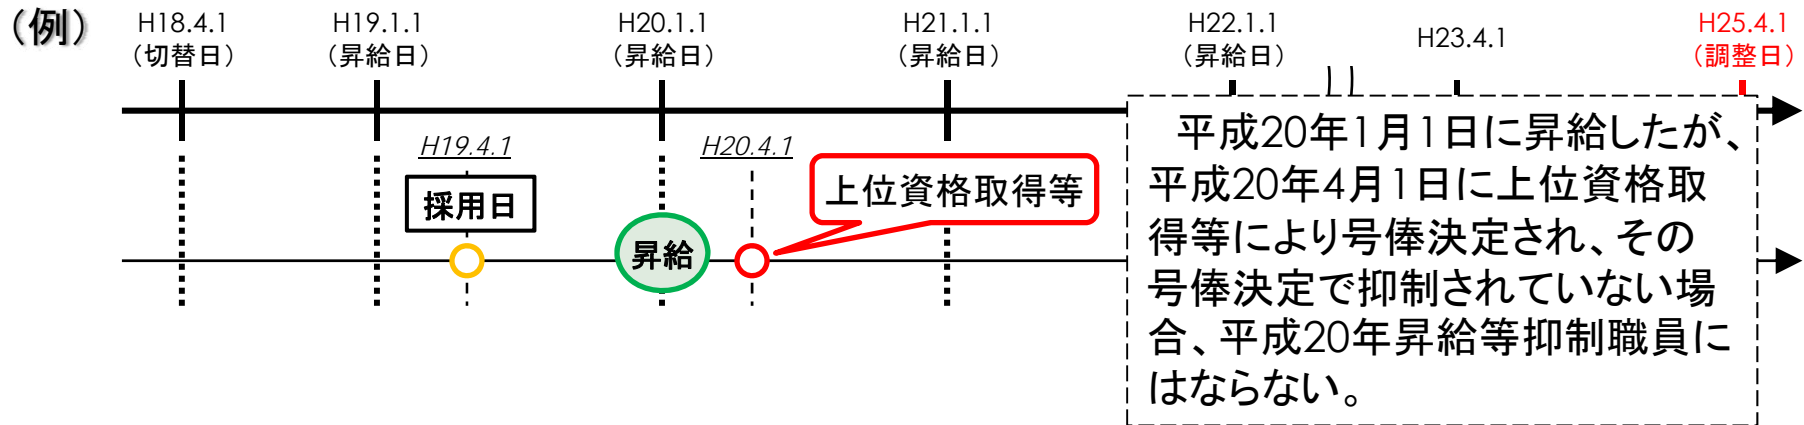 (例)
H18.4.1
(切替日)
H19.1.1
(昇給日)
H20.1.1
(昇給日)
H21.1.1
(昇給日)
H22.1.1
(昇給日)
H23.4.1
H25.4.1
(調整日)
H19.4.1
H20.4.1
採用日
上位資格取得等
昇給
平成20年1月1日に昇給したが、
平成20年4月1日に上位資格取
得等により号俸決定され、その
号俸決定で抑制されていない場
合、平成20年昇給等抑制職員に
はならない。